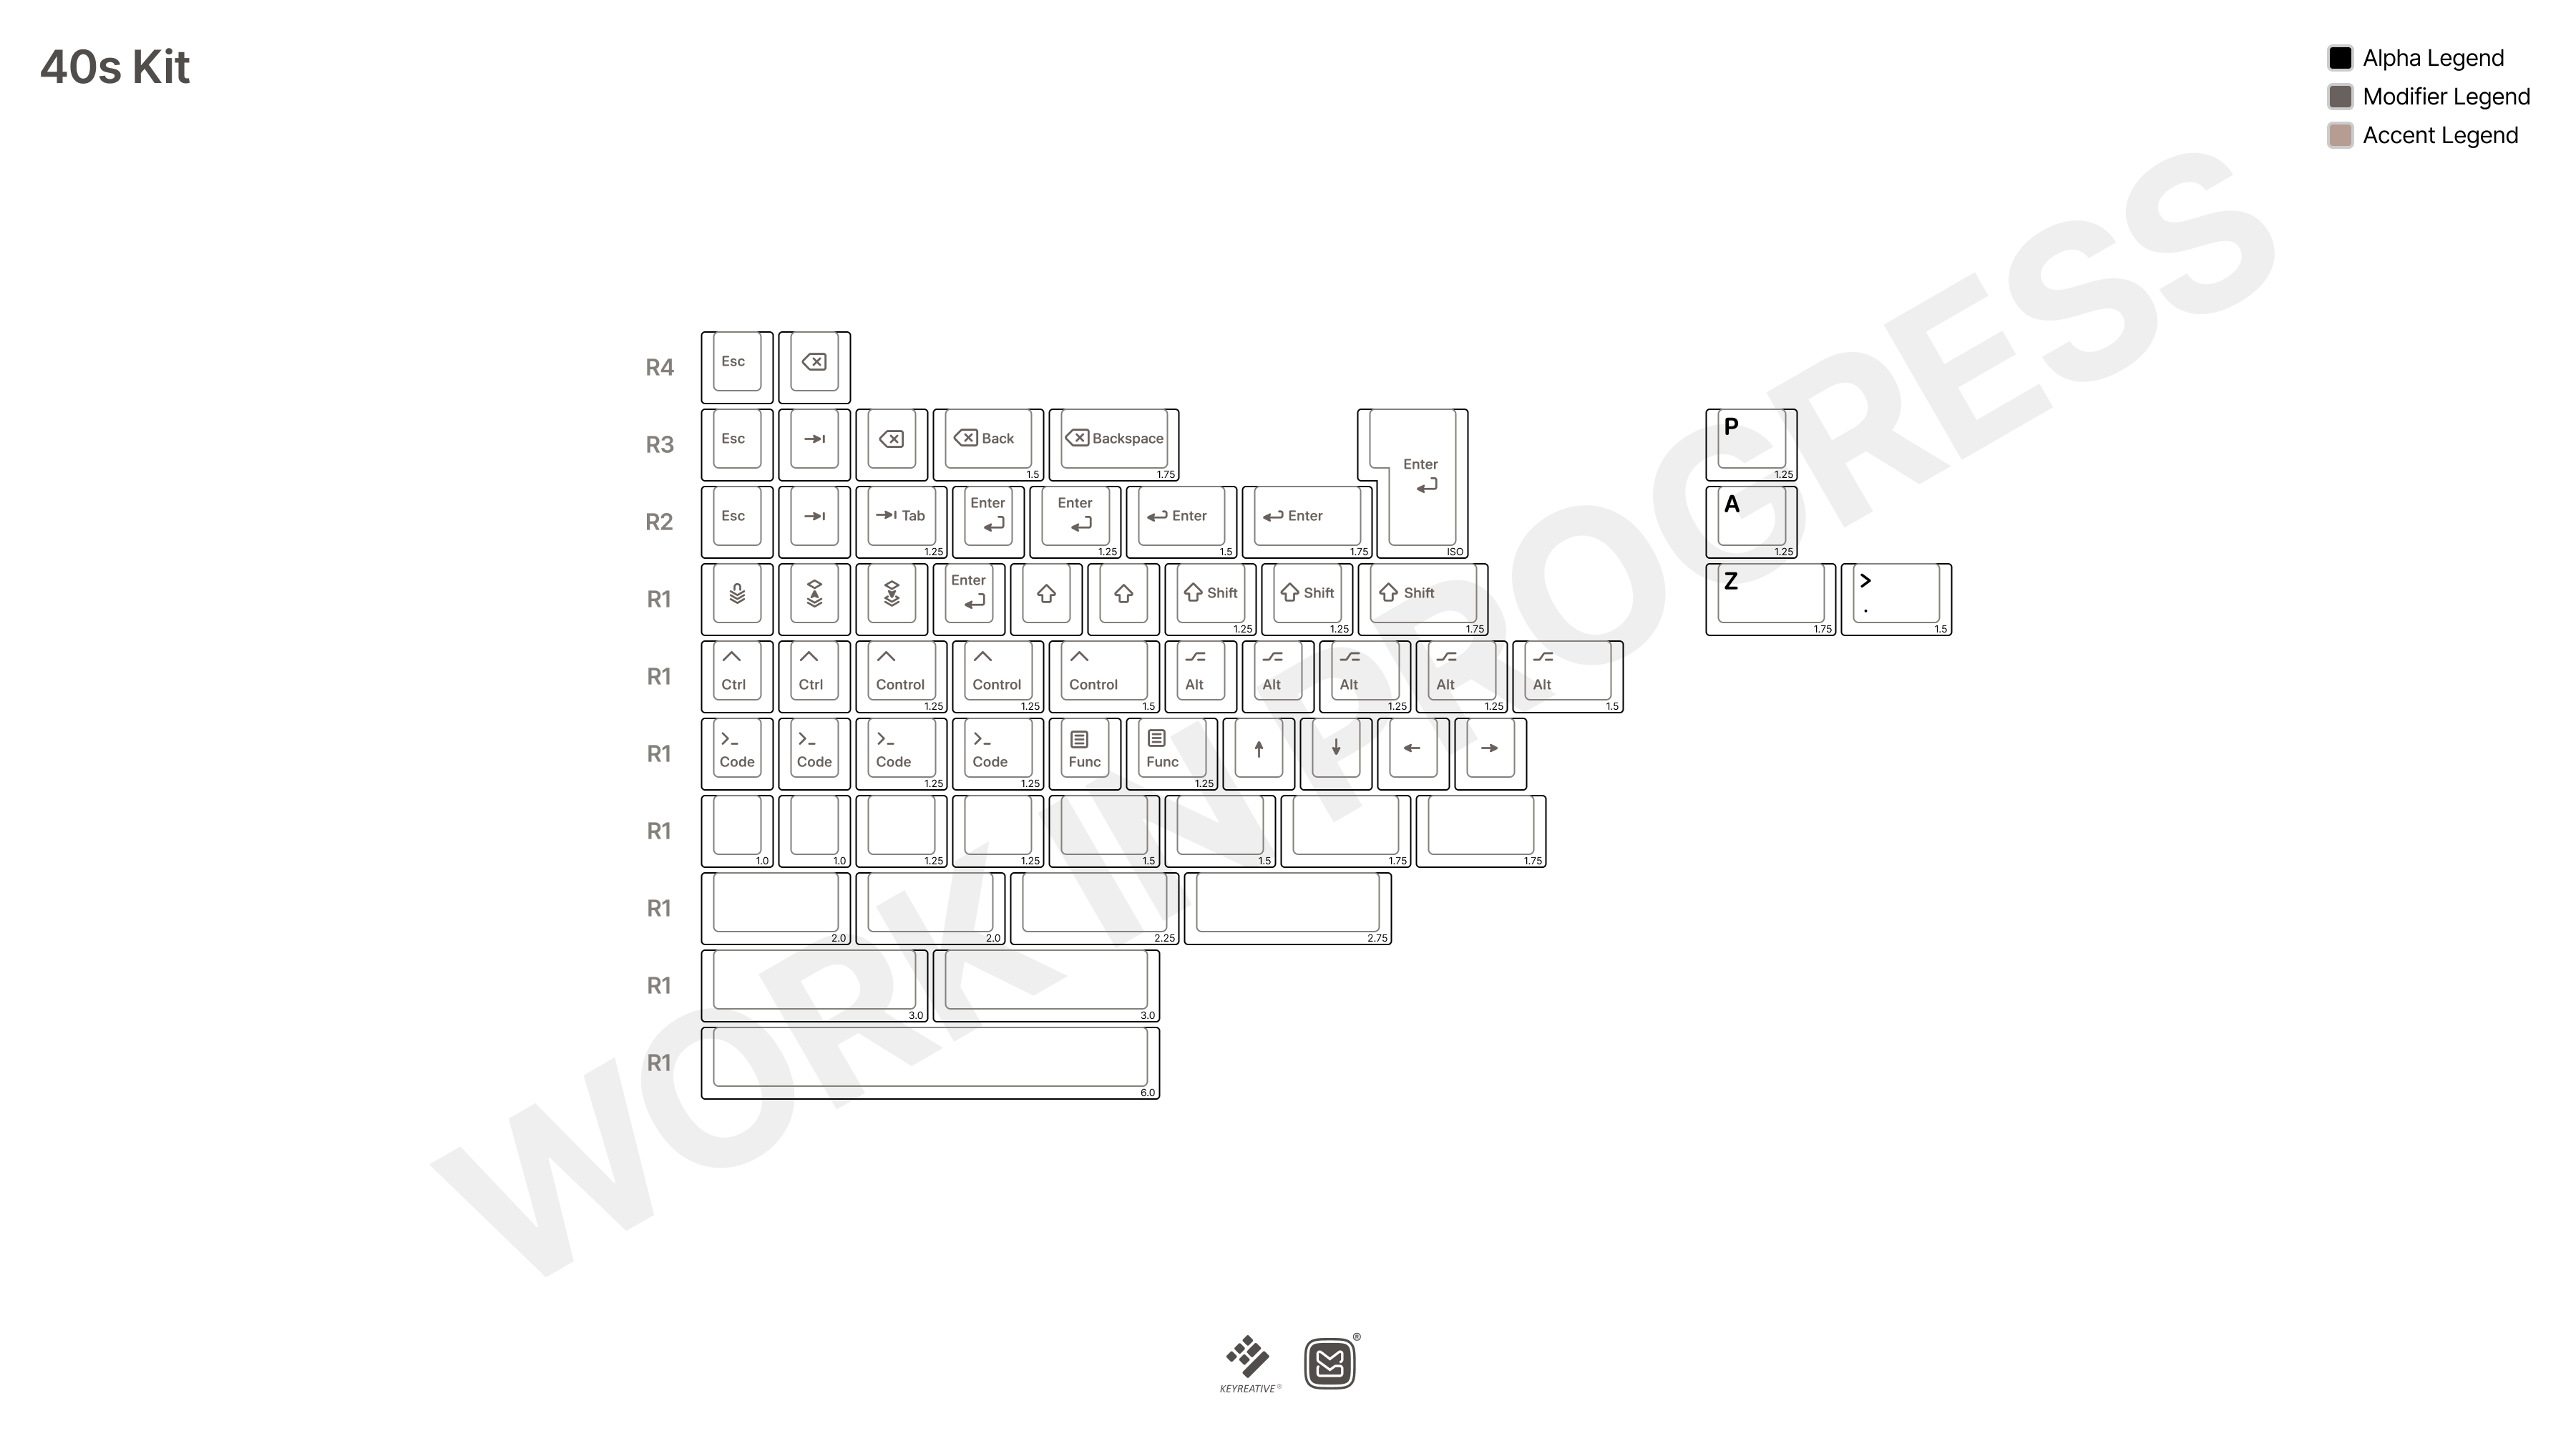 40s Kit
Alpha Legend
Modifier Legend
Accent Legend
WORK IN PROGRESS
R4 Esc
R3 Esc Back 1.5 Backspace 1.75 Enter ISO P 1.25
R2 Esc Tab 1.25 Enter Enter 1.25 Enter 1.5 Enter 1.75 A 1.25
R1 Enter Shift 1.25 Shift 1.25 Shift 1.75 Z 1.75 > . 1.5
R1 Ctrl Ctrl Control 1.25 Control 1.25 Control 1.5 Alt Alt Alt 1.25 Alt 1.25 Alt 1.5
R1 >_ Code >_ Code >_ Code 1.25 >_ Code 1.25 Func Func 1.25 ↑ ↓ ← →
R1 1.0 1.0 1.25 1.25 1.5 1.5 1.75 1.75
R1 2.0 2.0 2.25 2.75
R1 3.0 3.0
R1 6.0
KEYREATIVE®
®